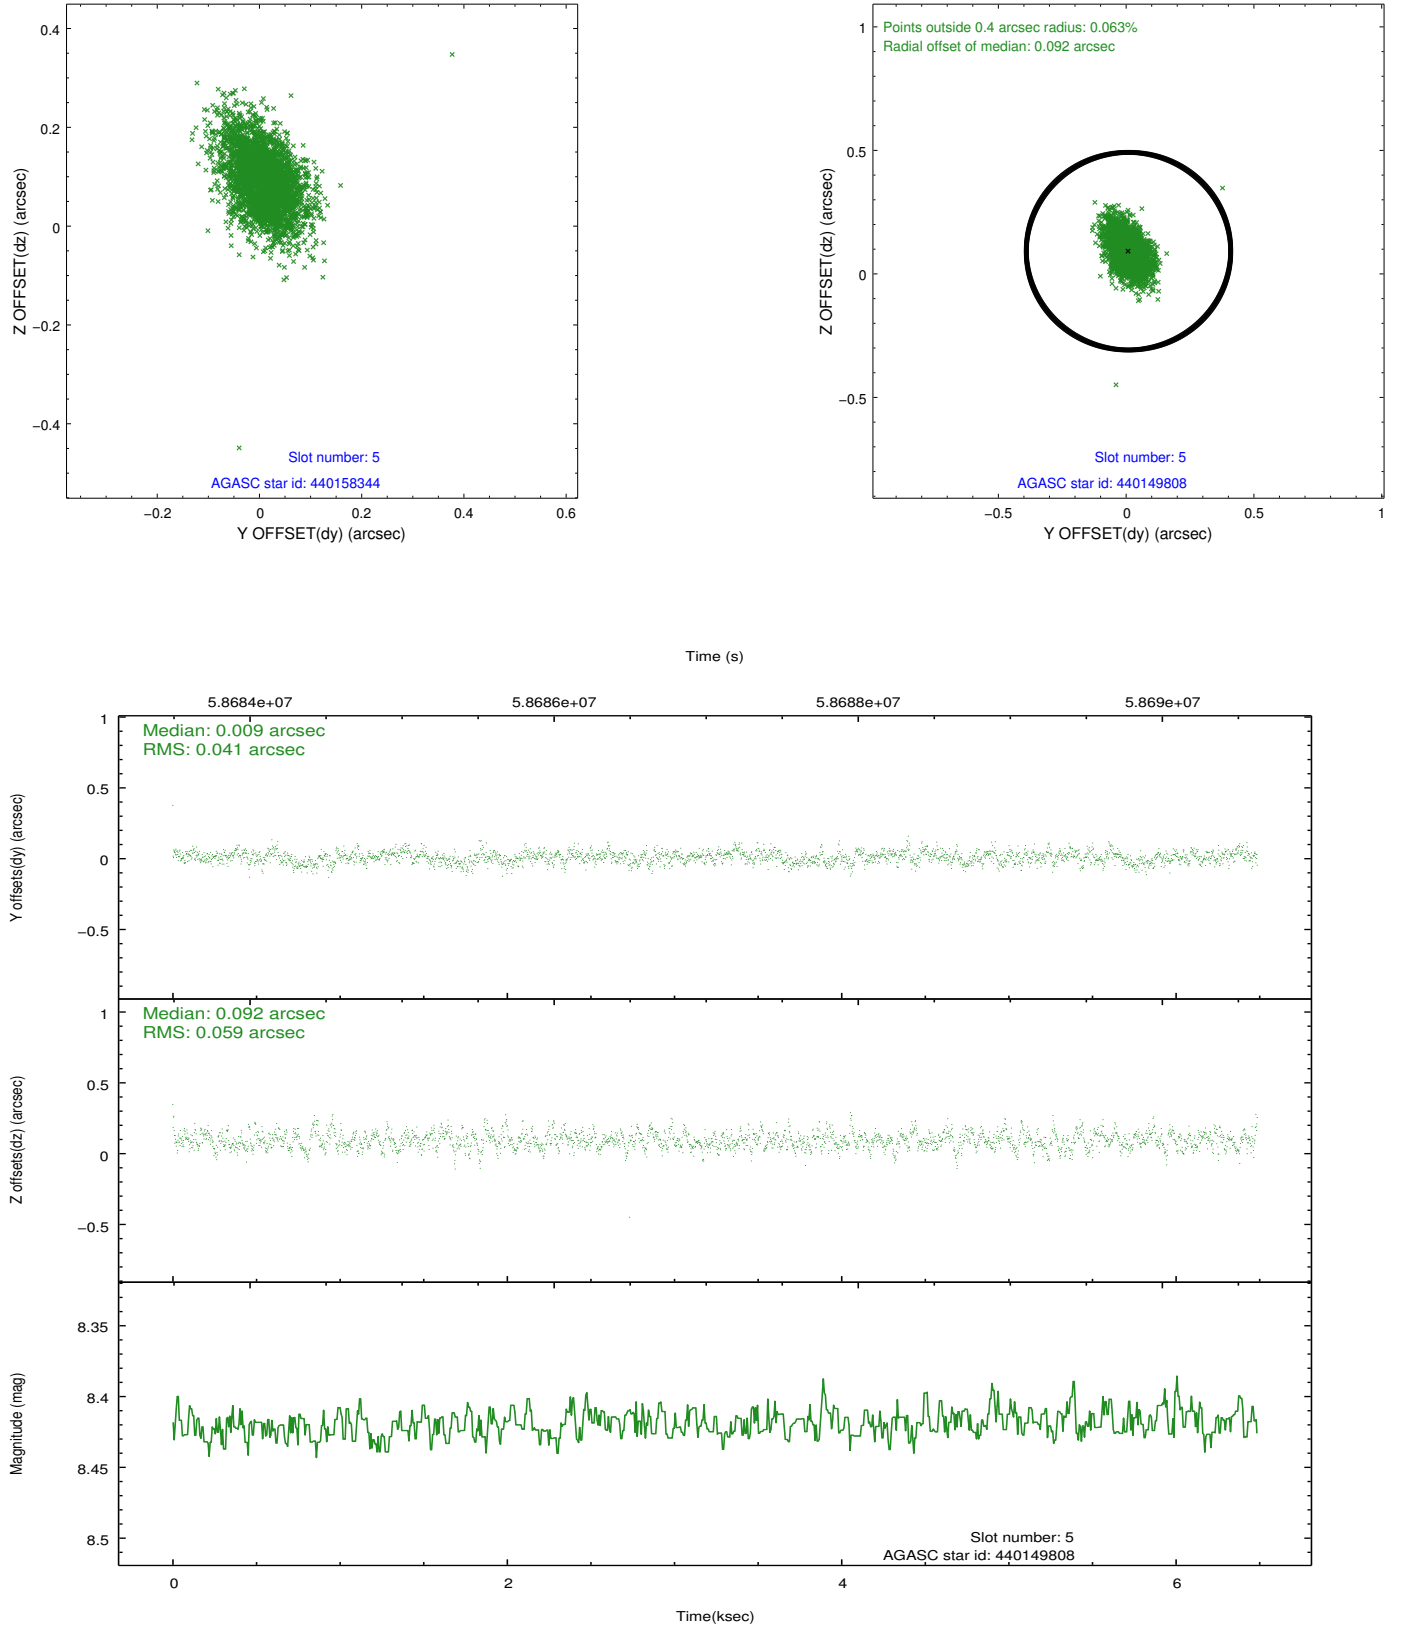 0.4
0.2
0
−0.2
−0.4
Z OFFSET(dz) (arcsec)
Slot number: 5
AGASC star id: 440158344
−0.2 0 0.2 0.4 0.6
Y OFFSET(dy) (arcsec)
Points outside 0.4 arcsec radius: 0.063%
Radial offset of median: 0.092 arcsec
1
0.5
0
−0.5
Z OFFSET(dz) (arcsec)
Slot number: 5
AGASC star id: 440149808
−0.5 0 0.5 1
Y OFFSET(dy) (arcsec)
Time (s)
5.8684e+07 5.8686e+07 5.8688e+07 5.869e+07
Median: 0.009 arcsec
RMS: 0.041 arcsec
1
0.5
0
−0.5
Y offsets(dy) (arcsec)
Median: 0.092 arcsec
RMS: 0.059 arcsec
1
0.5
0
−0.5
Z offsets(dz) (arcsec)
8.35
8.4
8.45
8.5
Magnitude (mag)
Slot number: 5
AGASC star id: 440149808
0 2 4 6
Time(ksec)